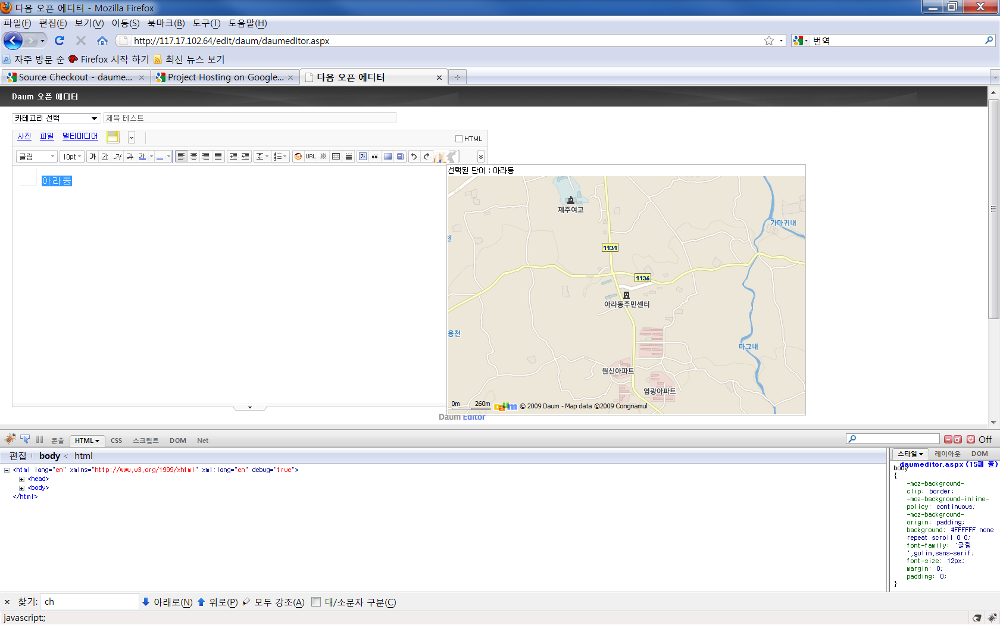 다음 오픈 에디터 - Mozilla Firefox
파일(F) 편집(E) 보기(V) 이동(S) 북마크(B) 도구(T) 도움말(H)
http://117.17.102.64/edit/daum/daumeditor.aspx
번역
자주 방문 순 Firefox 시작 하기 최신 뉴스 보기
Source Checkout - daume...
Project Hosting on Google...
다음 오픈 에디터
Daum 오픈 에디터
카테고리 선택 제목 테스트
사진 파일 멀티미디어
HTML
굴림 10pt 가 가 가 가 가 URL 가
아라동
선택된 단어 : 아라동
제주여고
가마귀내
천
1131
1136
아라동주민센터
용천
마그내
원신아파트
염광아파트
0m 260m
Daum © 2009 Daum - Map data ©2009 Congnamul
Daum Editor
콘솔 HTML CSS 스크립트 DOM Net
Off
편집 body < html
<html lang="en" xmlns="http://www.w3.org/1999/xhtml" xml:lang="en" debug="true">
<head>
<body>
</html>
스타일 레이아웃 DOM
daumeditor.aspx (15째 줄)
body
{
-moz-background-
clip: border;
-moz-background-inline-
policy: continuous;
-moz-background-
origin: padding;
background: #FFFFFF none
repeat scroll 0 0;
font-family: '굴림
',gulim,sans-serif;
font-size: 12px;
margin: 0;
padding: 0;
}
찾기: ch 아래로(N) 위로(P) 모두 강조(A) 대/소문자 구분(C)
javascript:;